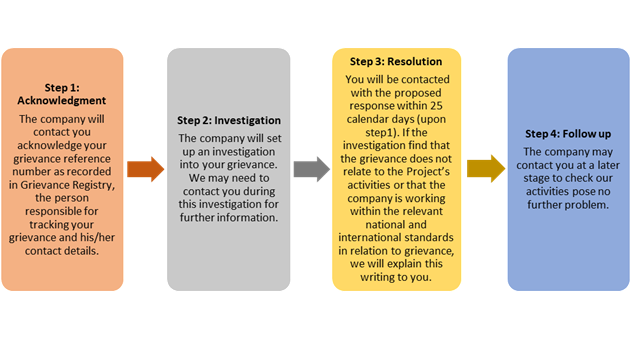 Step 1:
Acknowledgment
The company will
contact you
acknowledge your
grievance reference
number as recorded
in Grievance Registry,
the person
responsible for
tracking your
grievance and his/her
contact details.
Step 2: Investigation
The company will set
up an investigation
into your grievance.
We may need to
contact you during
this investigation for
further information.
Step 3: Resolution
You will be contacted
with the proposed
response within 25
calendar days (upon
step1). If the
investigation find that
the grievance does not
relate to the Project's
activities or that the
company is working
within the relevant
national and
international standards
in relation to grievance,
we will explain this
writing to you.
Step 4: Follow up
The company may
contact you at a later
stage to check our
activities pose no
further problem.